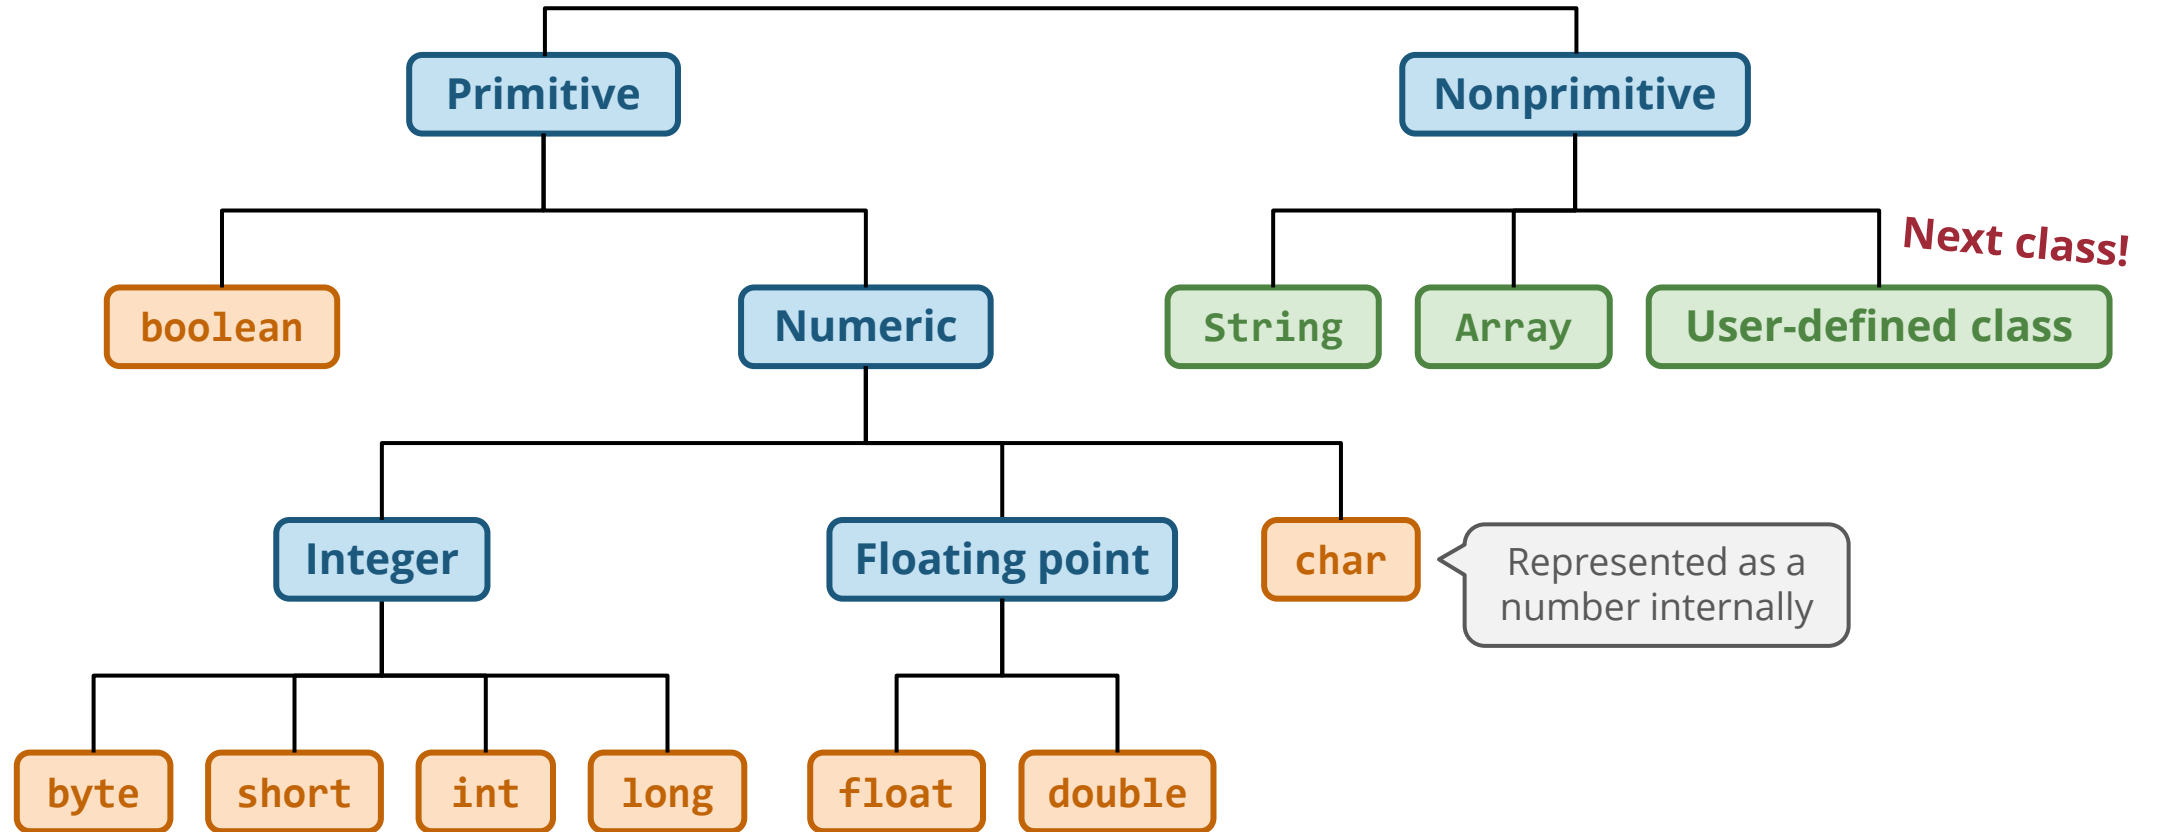 Primitive
Nonprimitive
Next class!
boolean
Numeric
String
Array
User-defined class
Integer
Floating point
char
Represented as a
number internally
byte
short
int
long
float
double